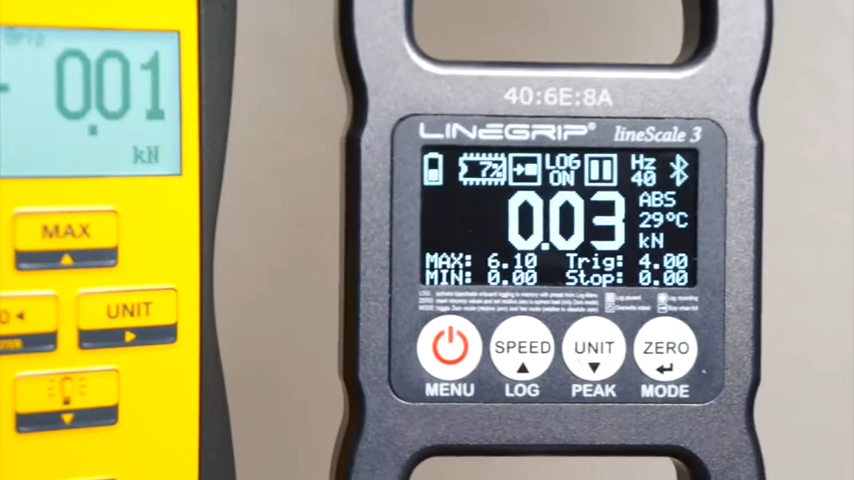 - 0.01
kN
MAX
UNIT
40:6E:8A
LINEGRIP® lineScale 3
7%
LOG
ON
Hz
40
0.03
ABS
29°C
kN
MAX: 6.10 Trig: 4.00
MIN: 0.00 Stop: 0.00
SPEED
UNIT
ZERO
MENU LOG PEAK MODE